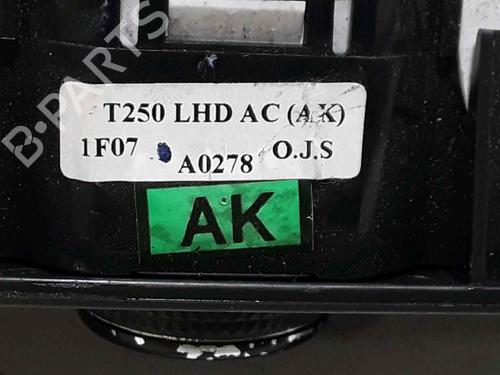 B-PARTS
T250 LHD AC (AK)
1F07 A0278 O.J.S
AK